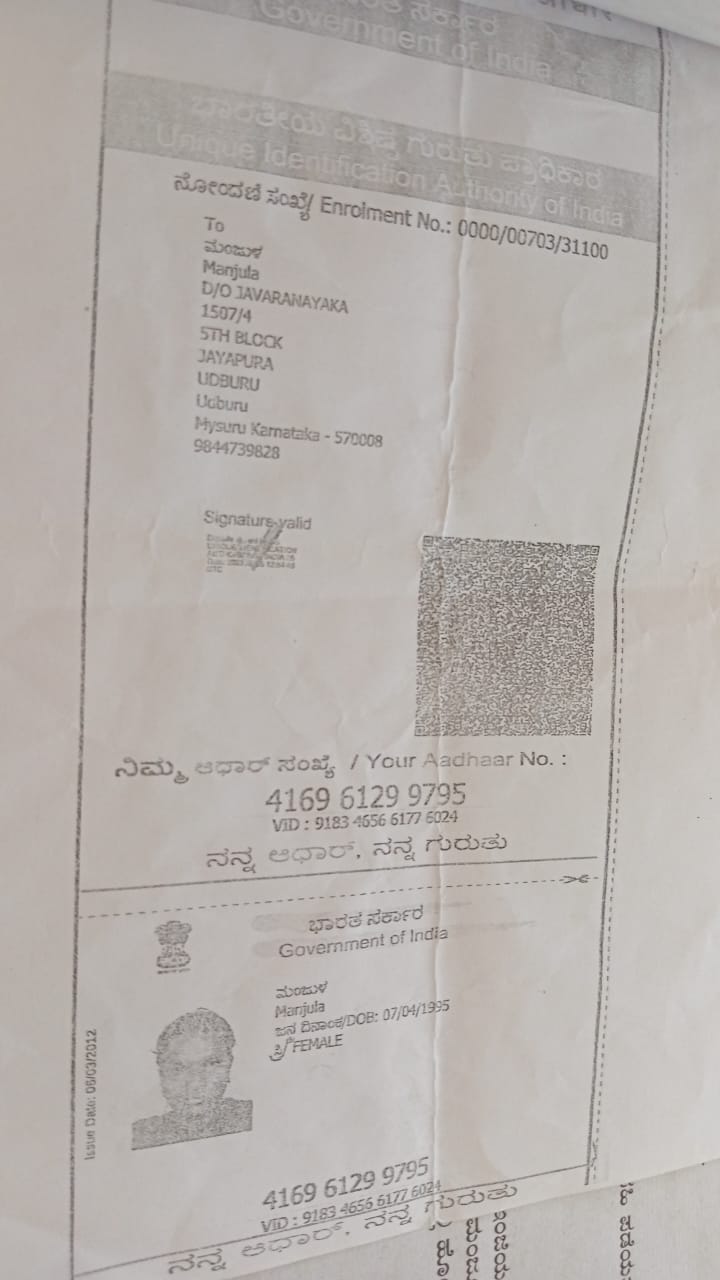 ಸರ್ಕಾರ
Government of India
ಭಾರತೀಯ ವಿಶಿಷ್ಟ ಗುರುತು ಪ್ರಾಧಿಕಾರ
Unique Identification Authority of India
ನೋಂದಣಿ ಸಂಖ್ಯೆ/ Enrolment No.: 0000/00703/31100
To
ಮಂಜುಳ
Manjula
D/O JAVARANAYAKA
1507/4
5TH BLOCK
JAYAPURA
UDBURU
Udburu
Mysuru Karnataka - 570008
9844739828
Signature valid
ನಿಮ್ಮ ಆಧಾರ್ ಸಂಖ್ಯೆ / Your Aadhaar No. :
4169 6129 9795
VID : 9183 4656 6177 6024
ನನ್ನ ಆಧಾರ್, ನನ್ನ ಗುರುತು
ಭಾರತ ಸರ್ಕಾರ
Government of India
ಮಂಜುಳ
Manjula
ಜನ್ಮ ದಿನಾಂಕ/DOB: 07/04/1995
ಸ್ತ್ರೀ/ FEMALE
Issue Date: 06/03/2012
4169 6129 9795
VID : 9183 4656 6177 6024
ನನ್ನ ಆಧಾರ್, ನನ್ನ ಗುರುತು